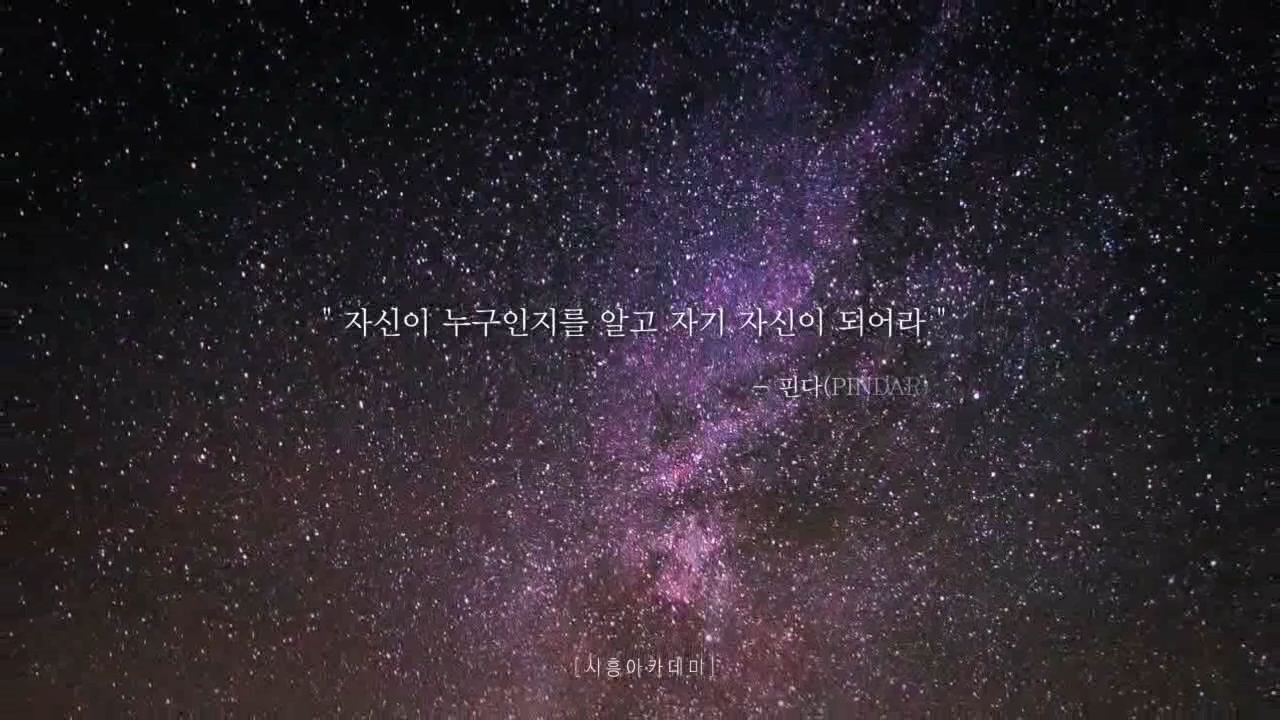 " 자신이 누구인지를 알고 자기 자신이 되어라 "
– 핀다(PINDAR)
[시흥아카데미]